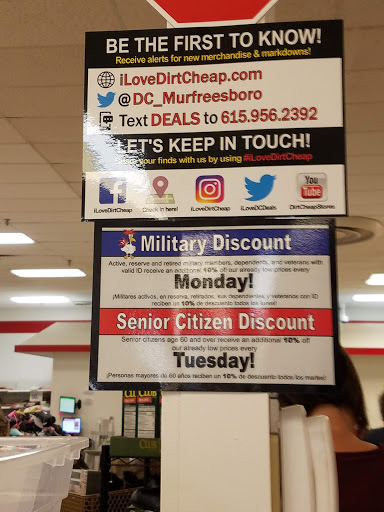 BE THE FIRST TO KNOW!
Receive alerts for new merchandise & markdowns!
iLoveDirtCheap.com
@DC_Murfreesboro
Text DEALS to 615.956.2392
LET'S KEEP IN TOUCH!
your finds with us by using #iLoveDirtCheap
You
Tube
iLoveDirtCheap Check in here! iLoveDirtCheap iLoveDCDeals DirtCheapStores
Military Discount
Active, reserve and retired military members, dependents, and veterans with
valid ID receive an additional 10% off our already low prices every
Monday!
¡Militares activos, en reserva, retirados, sus dependientes, y veteranos con ID
reciben un 10% de descuento todos los lunes!
Senior Citizen Discount
Senior citizens age 60 and over receive an additional 10% off
our already low prices every
Tuesday!
¡Personas mayores de 60 años reciben un 10% de descuento todos los martes!